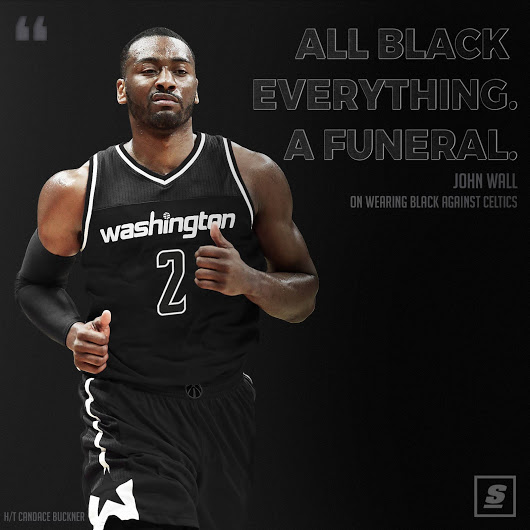 “
ALL BLACK
EVERYTHING.
A FUNERAL.
JOHN WALL
ON WEARING BLACK AGAINST CELTICS
washington
2
H/T CANDACE BUCKNER
S